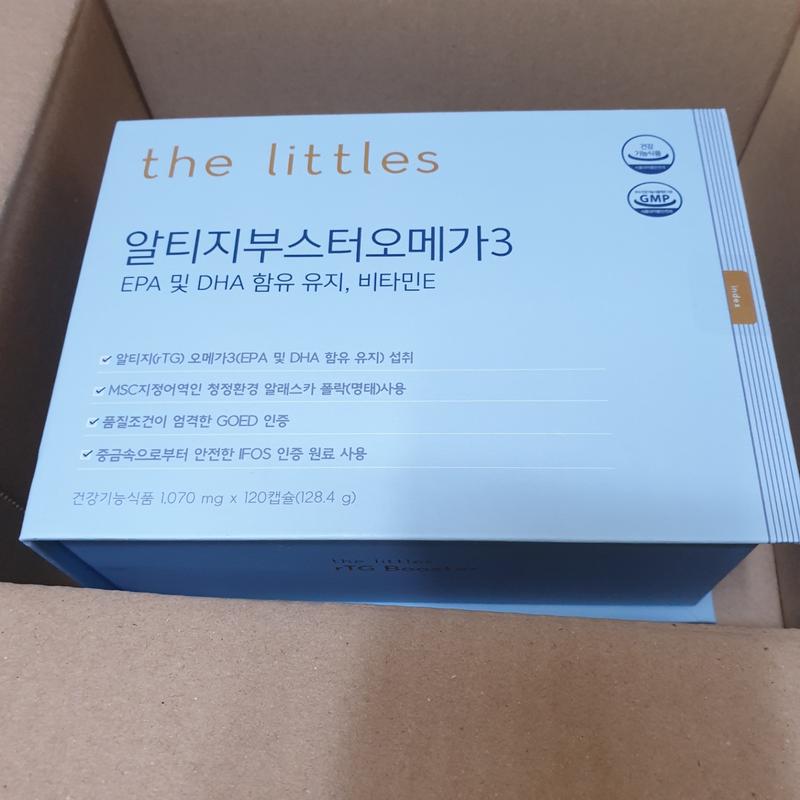 the littles
건강
기능식품
GMP
알티지부스터오메가3
EPA 및 DHA 함유 유지, 비타민E
index
알티지(rTG) 오메가3(EPA 및 DHA 함유 유지) 섭취
MSC지정어역인 청정환경 알래스카 폴락(명태)사용
품질조건이 엄격한 GOED 인증
중금속으로부터 안전한 IFOS 인증 원료 사용
건강기능식품 1,070 mg x 120캡슐(128.4 g)
the littles
rTG Booster